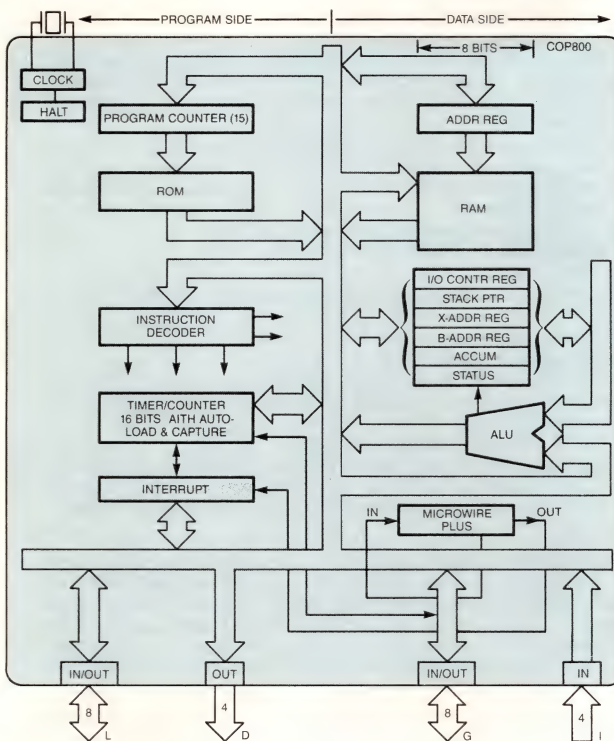 PROGRAM SIDE
DATA SIDE
8 BITS
COP800
CLOCK
HALT
PROGRAM COUNTER (15)
ADDR REG
ROM
RAM
I/O CONTR REG
STACK PTR
X-ADDR REG
B-ADDR REG
ACCUM
STATUS
INSTRUCTION
DECODER
TIMER/COUNTER
16 BITS AITH AUTO-
LOAD & CAPTURE
ALU
INTERRUPT
IN
MICROWIRE
PLUS
OUT
IN/OUT
OUT
IN/OUT
IN
8
L
4
D
8
G
4
I